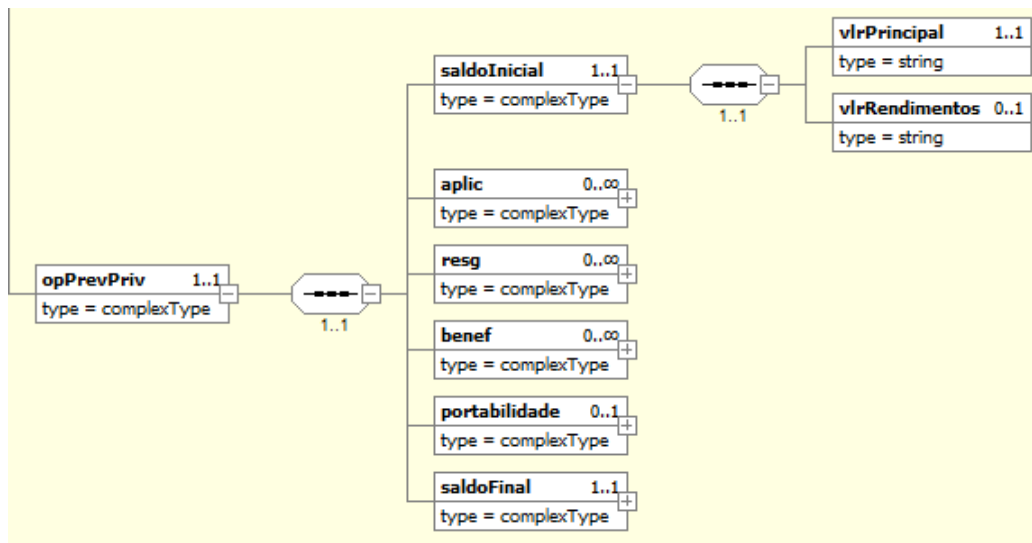 vlrPrincipal 1..1
type = string
saldoInicial 1..1
type = complexType
1..1
vlrRendimentos 0..1
type = string
aplic 0..∞
type = complexType
resg 0..∞
type = complexType
opPrevPriv 1..1
type = complexType
1..1
benef 0..∞
type = complexType
portabilidade 0..1
type = complexType
saldoFinal 1..1
type = complexType